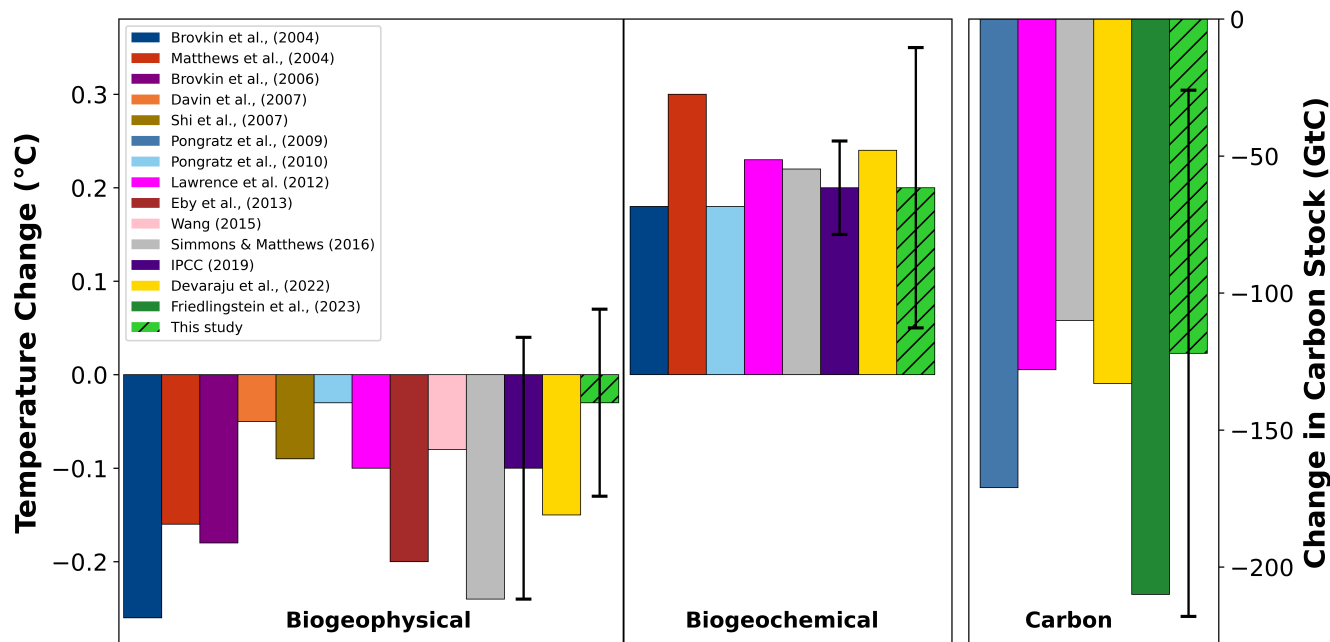 Temperature Change (°C)
0.3
0.2
0.1
0.0
−0.1
−0.2
Brovkin et al., (2004)
Matthews et al., (2004)
Brovkin et al., (2006)
Davin et al., (2007)
Shi et al., (2007)
Pongratz et al., (2009)
Pongratz et al., (2010)
Lawrence et al. (2012)
Eby et al., (2013)
Wang (2015)
Simmons & Matthews (2016)
IPCC (2019)
Devaraju et al., (2022)
Friedlingstein et al., (2023)
This study
Biogeophysical
Biogeochemical
Carbon
0
−50
−100
−150
−200
Change in Carbon Stock (GtC)